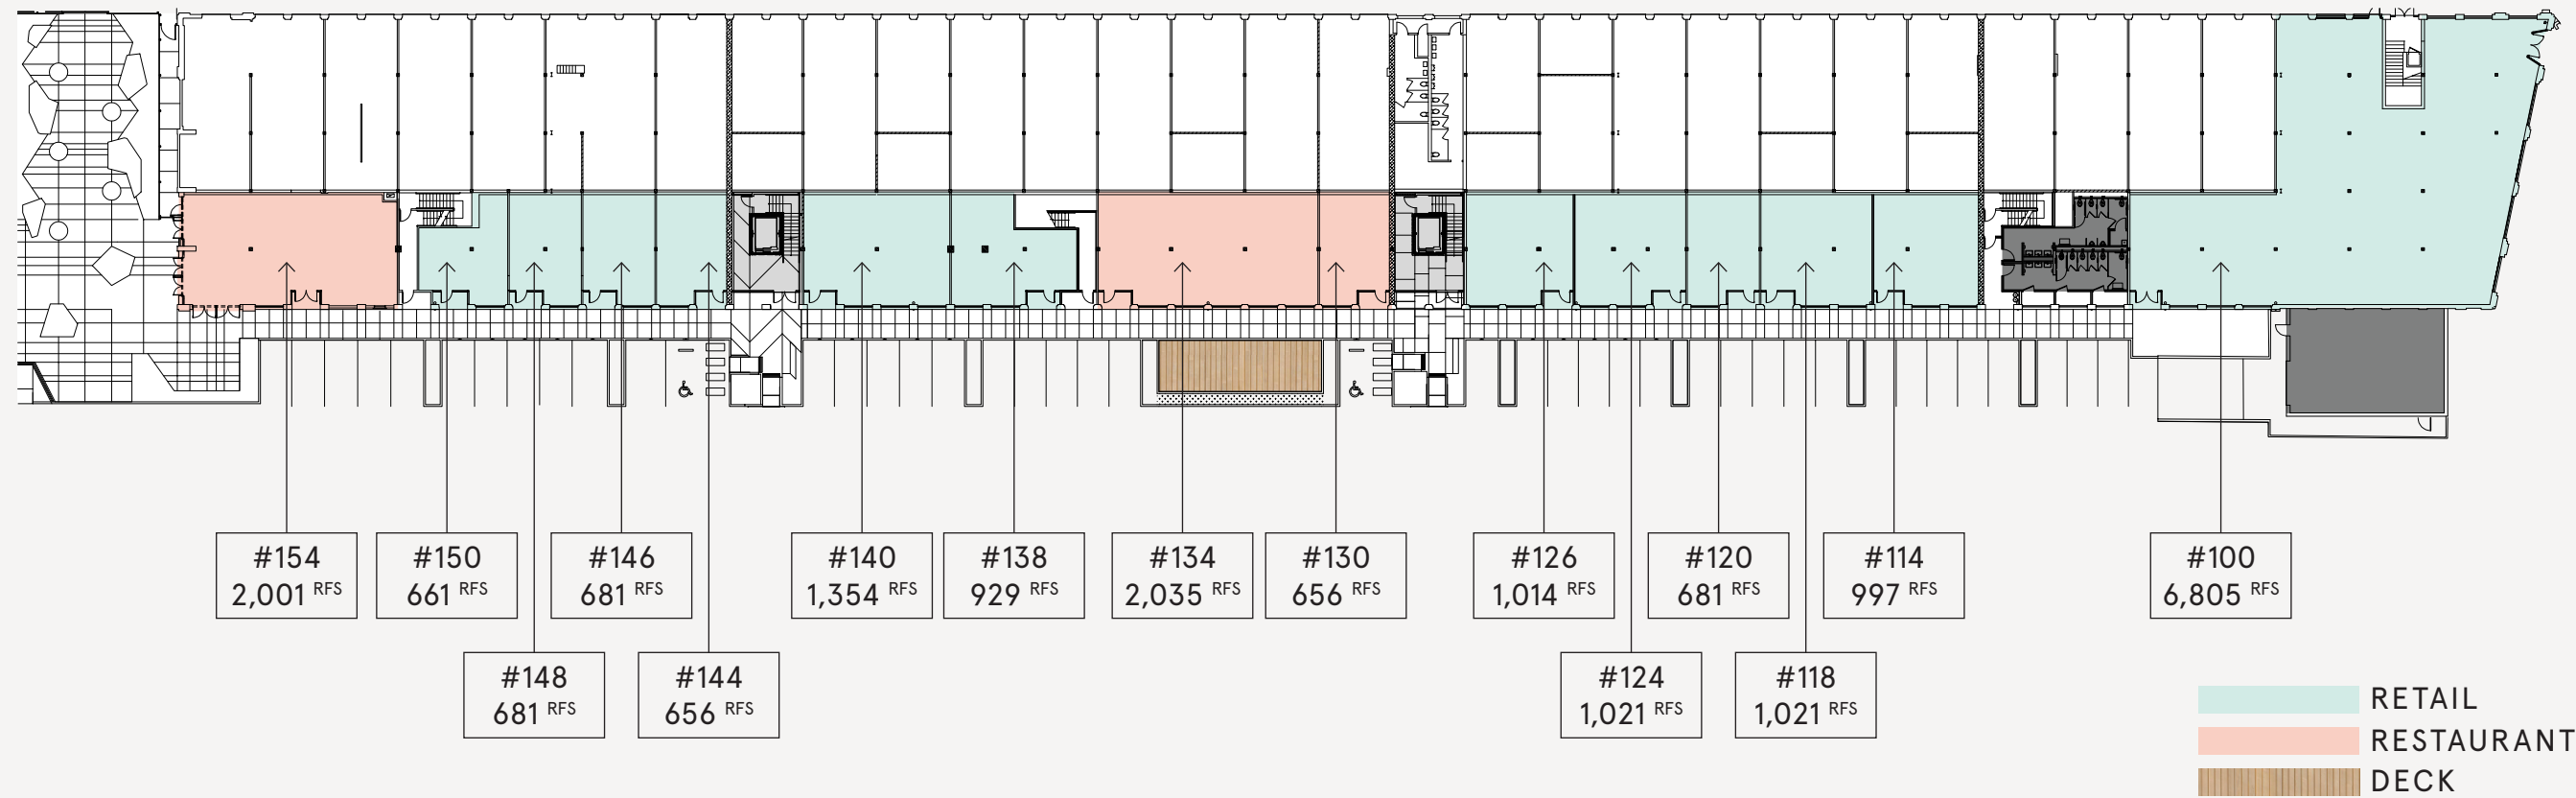 #154
2,001 RFS
#150
661 RFS
#146
681 RFS
#140
1,354 RFS
#138
929 RFS
#134
2,035 RFS
#130
656 RFS
#126
1,014 RFS
#120
681 RFS
#114
997 RFS
#100
6,805 RFS
#148
681 RFS
#144
656 RFS
#124
1,021 RFS
#118
1,021 RFS
RETAIL
RESTAURANT
DECK